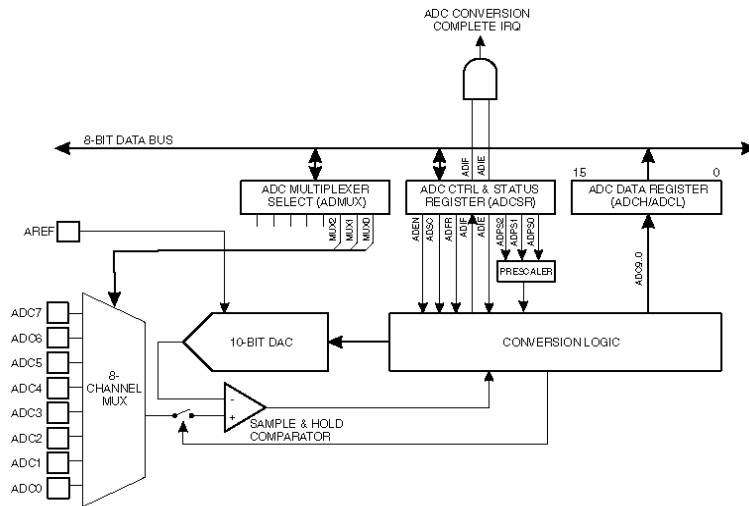 ADC CONVERSION
COMPLETE IRQ
8-BIT DATA BUS
ADIF
ADIE
15
0
ADC MULTIPLEXER
SELECT (ADMUX)
ADC CTRL & STATUS
REGISTER (ADCSR)
ADC DATA REGISTER
(ADCH/ADCL)
MUX2
MUX1
MUX0
ADEN
ADSC
ADFR
ADIF
ADIE
ADPS2
ADPS1
ADPS0
AREF
PRESCALER
ADC9..0
ADC7
ADC6
ADC5
ADC4
ADC3
ADC2
ADC1
ADC0
8-
CHANNEL
MUX
10-BIT DAC
CONVERSION LOGIC
-
+
SAMPLE & HOLD
COMPARATOR